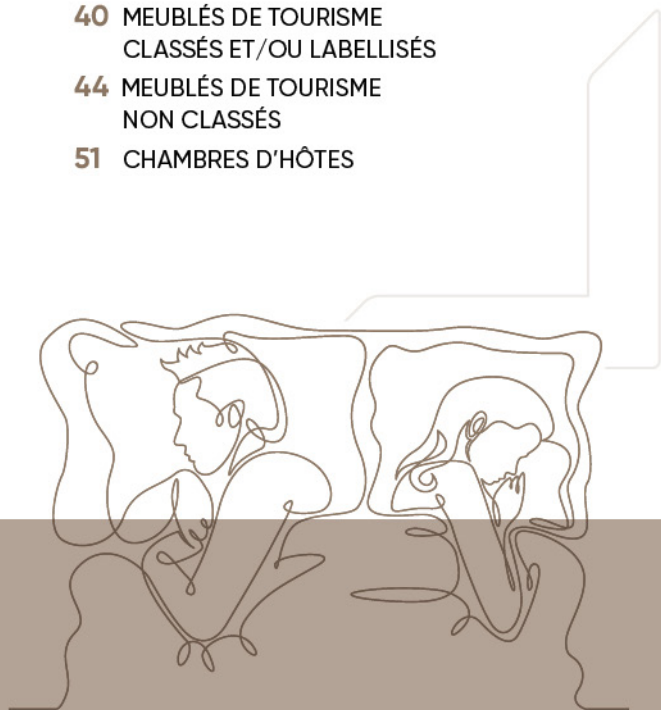 40 MEUBLÉS DE TOURISME
CLASSÉS ET/OU LABELLISÉS
44 MEUBLÉS DE TOURISME
NON CLASSÉS
51 CHAMBRES D'HÔTES